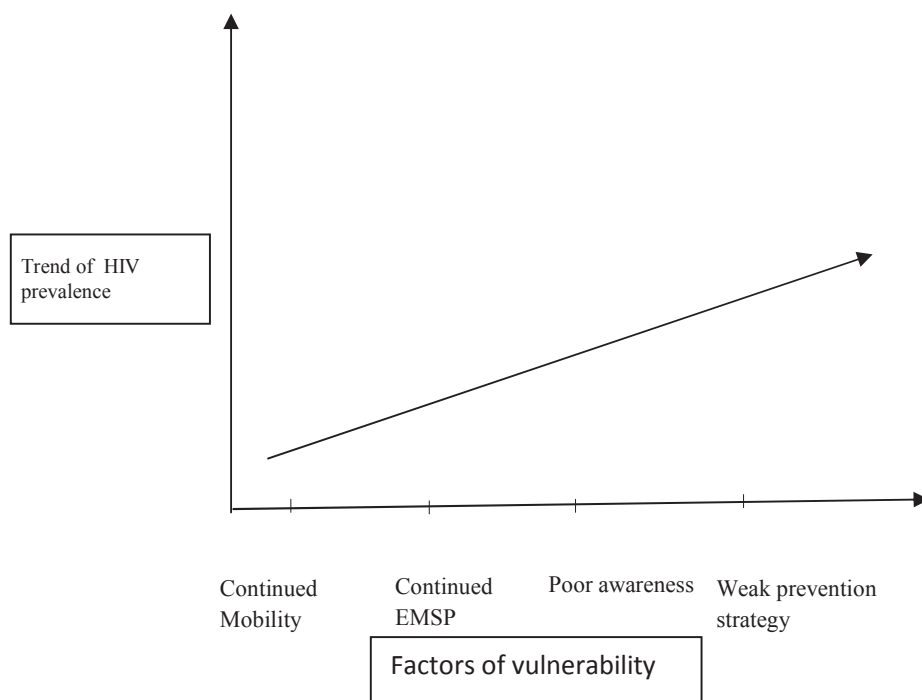 Trend of HIV
prevalence
Continued
Mobility
Continued
EMSP
Poor awareness
Weak prevention
strategy
Factors of vulnerability